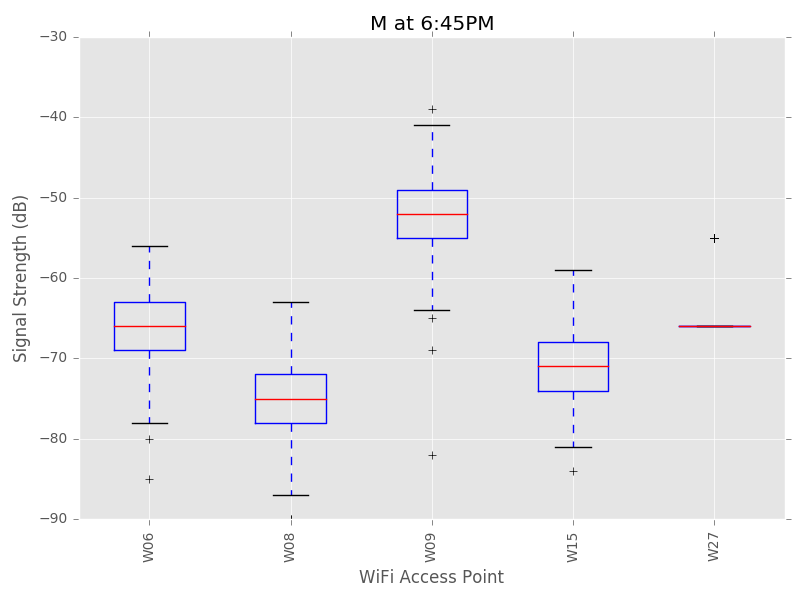 M at 6:45PM
−30
−40
−50
−60
−70
−80
−90
Signal Strength (dB)
W06
W08
W09
W15
W27
WiFi Access Point